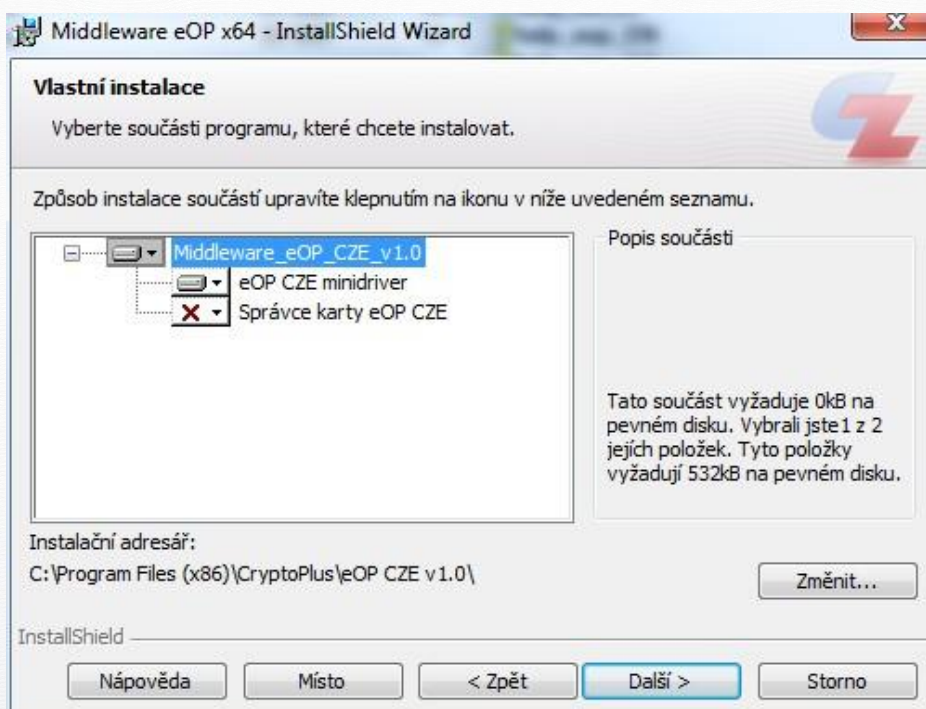 Middleware eOP x64 - InstallShield Wizard
Vlastní instalace
Vyberte součásti programu, které chcete instalovat.
CZ
Způsob instalace součástí upravíte klepnutím na ikonu v níže uvedeném seznamu.
Middleware_eOP_CZE_v1.0
eOP CZE minidriver
Správce karty eOP CZE
Popis součásti
Tato součást vyžaduje 0kB na
pevném disku. Vybrali jste1 z 2
jejích položek. Tyto položky
vyžadují 532kB na pevném disku.
Instalační adresář:
C:\Program Files (x86)\CryptoPlus\eOP CZE v1.0\
Změnit...
InstallShield
Nápověda
Místo
< Zpět
Další >
Storno